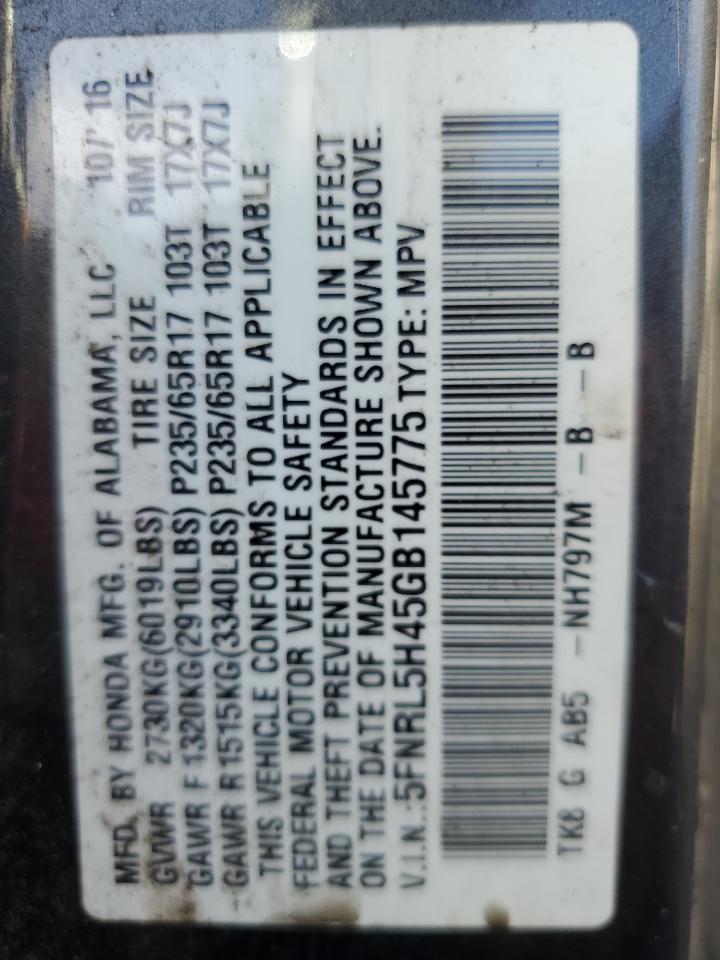 MFD. BY HONDA MFG. OF ALABAMA, LLC 107'16
GVWR 2730KG(6019LBS) TIRE SIZE RIM SIZE
GAWR F 1320KG(2910LBS) P235/65R17 103T 17X7J
GAWR R1515KG(3340LBS) P235/65R17 103T 17X7J
THIS VEHICLE CONFORMS TO ALL APPLICABLE
FEDERAL MOTOR VEHICLE SAFETY
AND THEFT PREVENTION STANDARDS IN EFFECT
ON THE DATE OF MANUFACTURE SHOWN ABOVE.
V.I.N.:5FNRL5H45GB145775 TYPE: MPV
TK8 G AB5 -NH797M -B -B